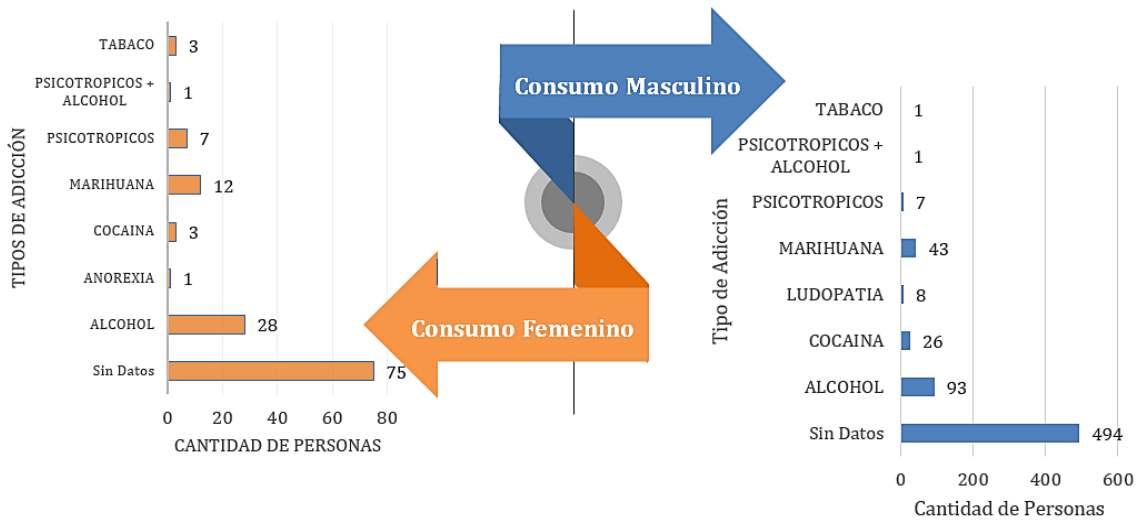 TIPOS DE ADICCIÓN
TABACO 3
PSICOTROPICOS +
ALCOHOL 1
PSICOTROPICOS 7
MARIHUANA 12
COCAINA 3
ANOREXIA 1
ALCOHOL 28
Sin Datos 75
0 20 40 60 80
CANTIDAD DE PERSONAS
Consumo Masculino
Consumo Femenino
Tipo de Adicción
TABACO 1
PSICOTROPICOS +
ALCOHOL 1
PSICOTROPICOS 7
MARIHUANA 43
LUDOPATIA 8
COCAINA 26
ALCOHOL 93
Sin Datos 494
0 200 400 600
Cantidad de Personas